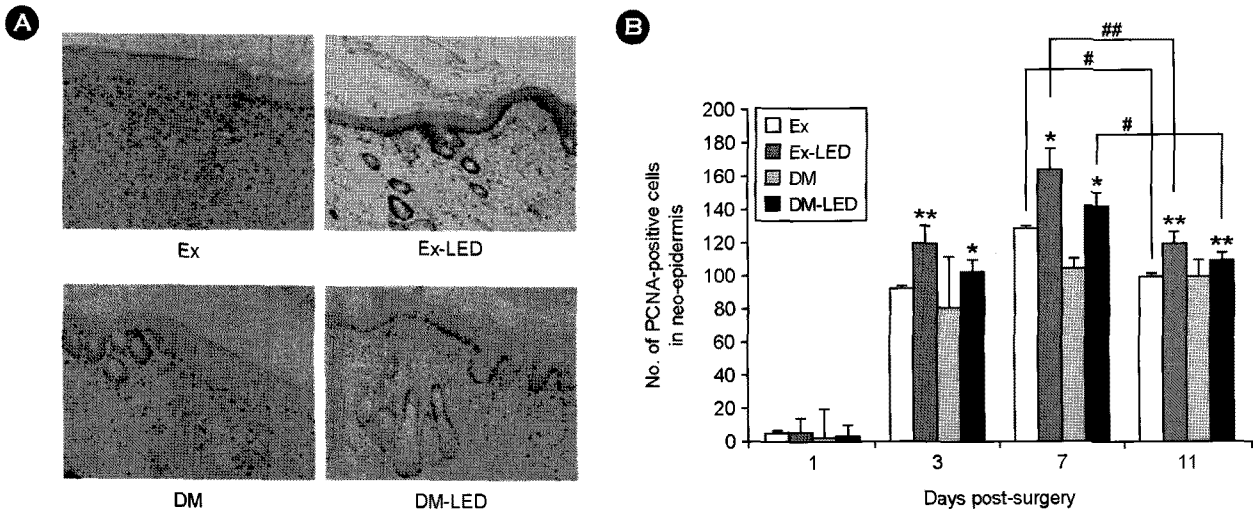 A
Ex
Ex-LED
DM
DM-LED
B
##
#
#
200
180
160
140
120
100
80
60
40
20
0
No. of PCNA-positive cells
in neo-epidermis
Ex
Ex-LED
DM
DM-LED
**
*
*
*
**
**
1
3
7
11
Days post-surgery